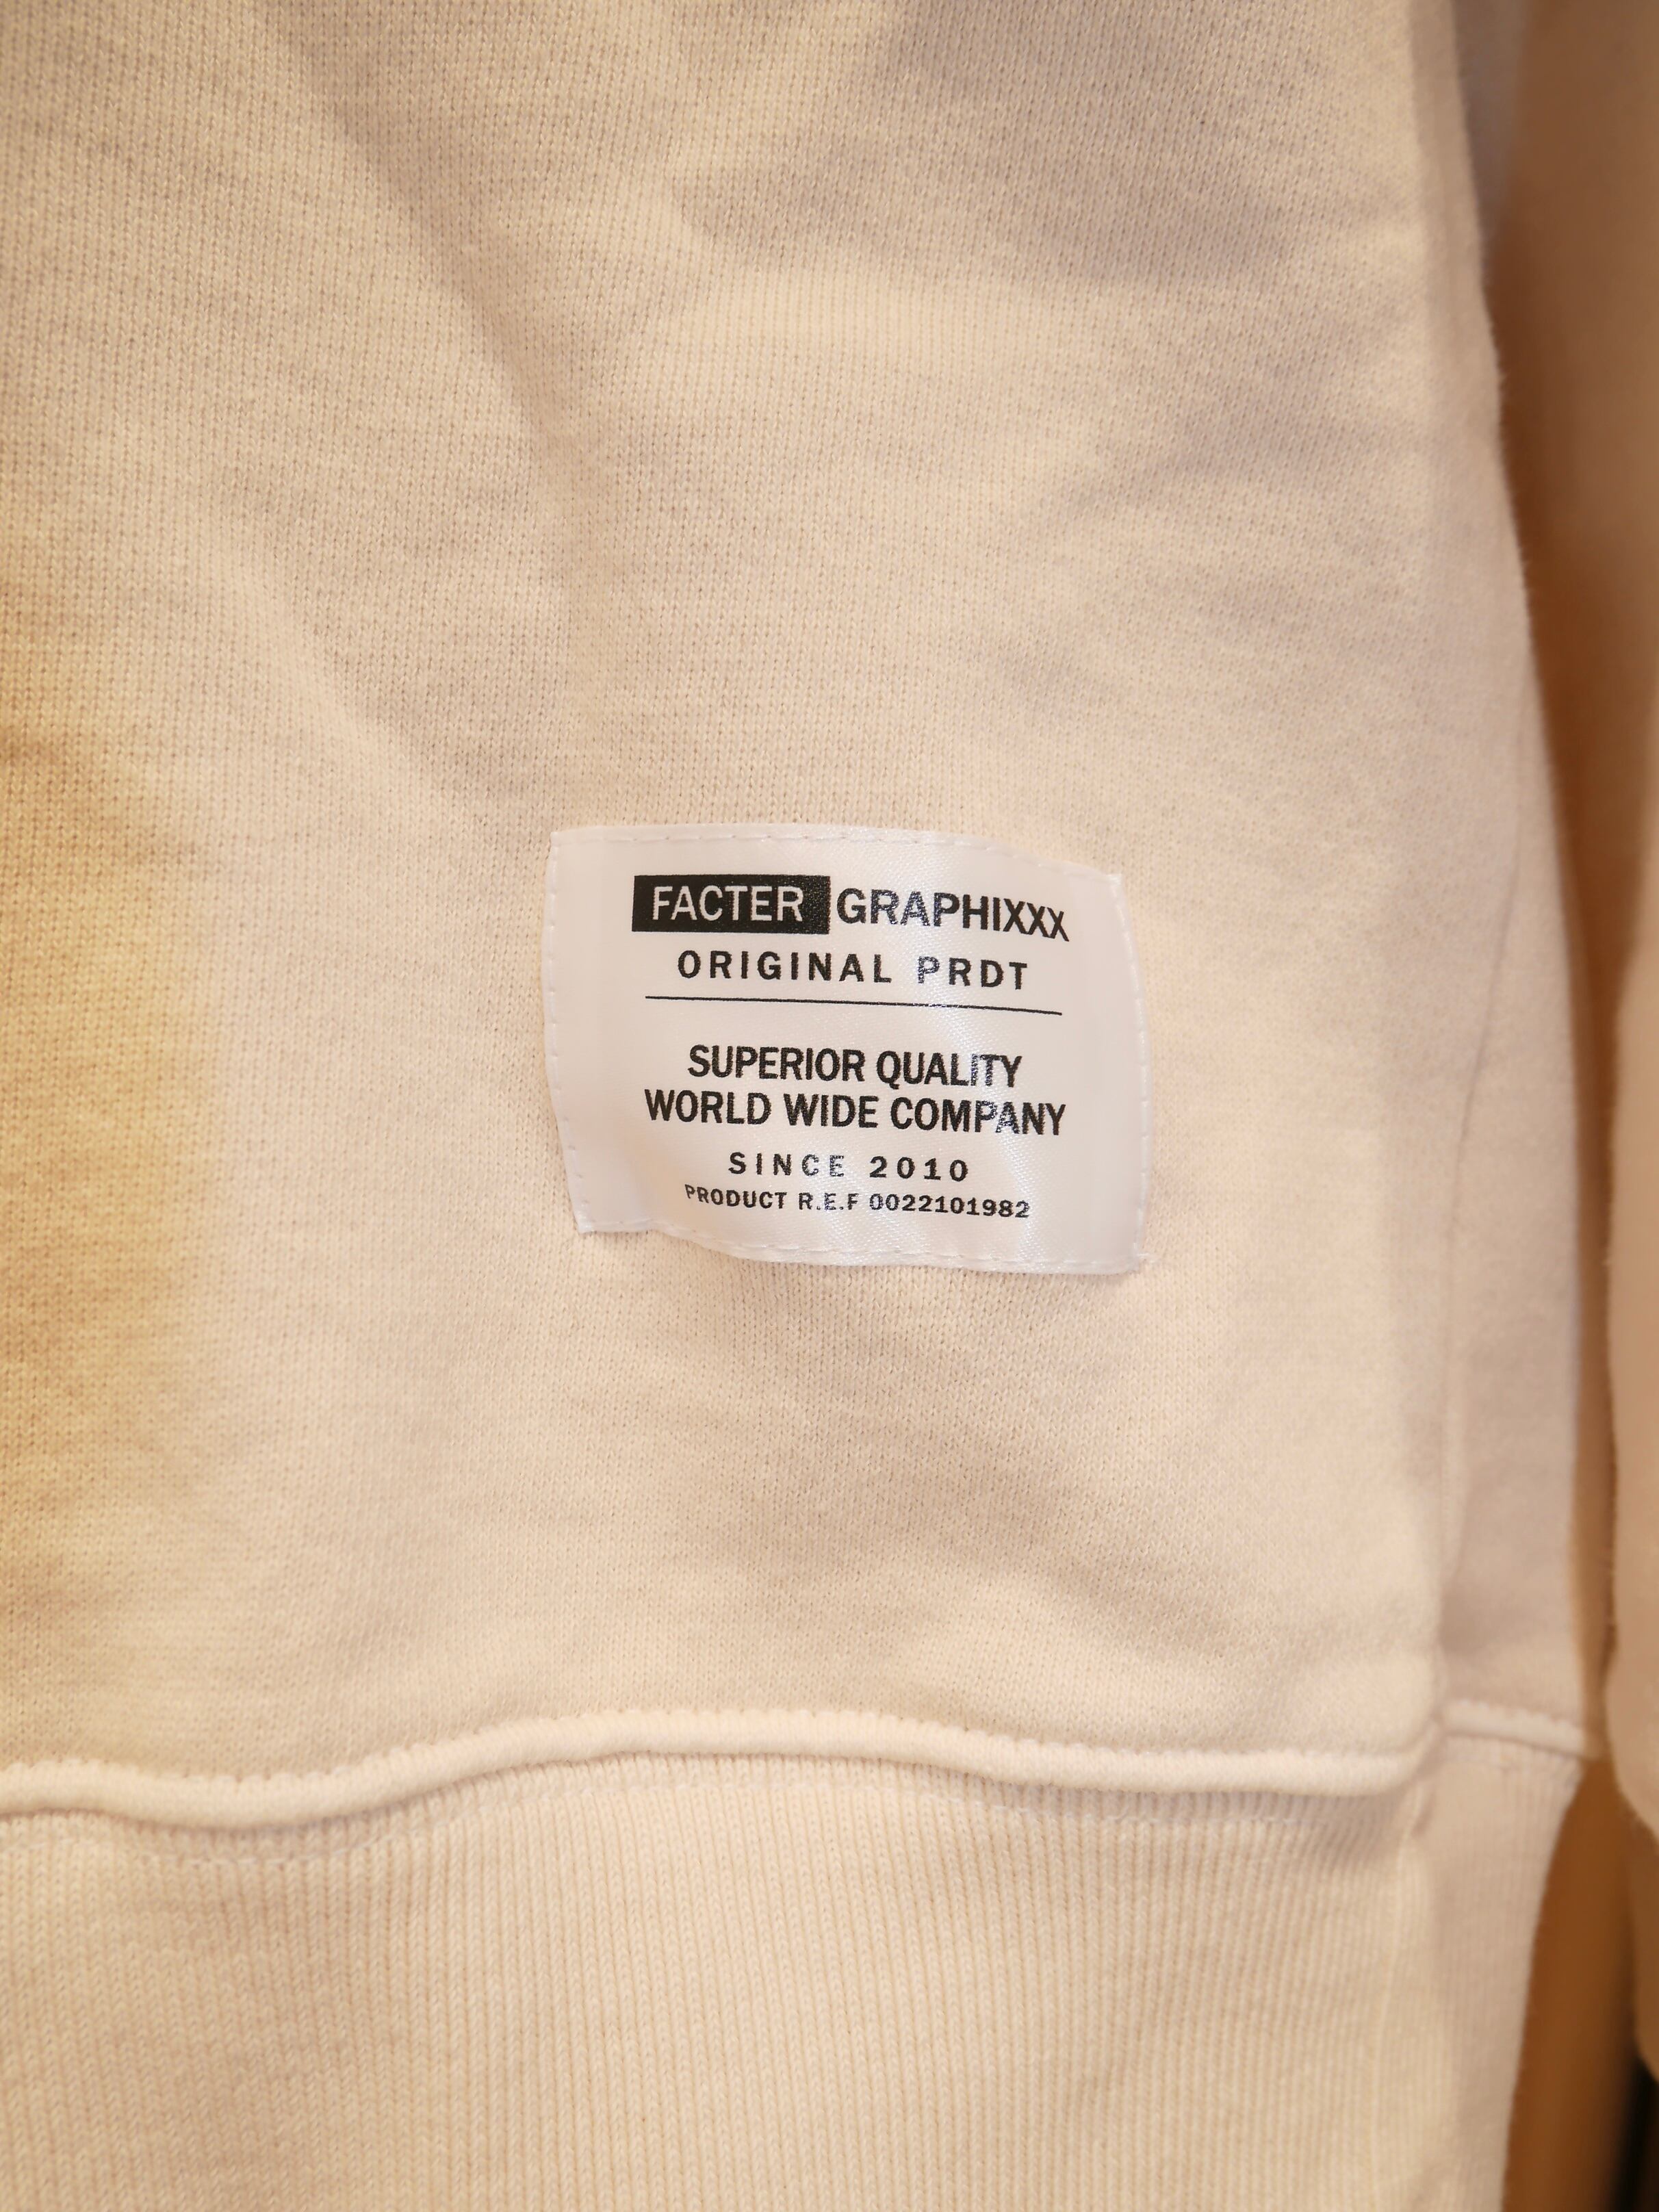 FACTER GRAPHIXXX
ORIGINAL PRDT
SUPERIOR QUALITY
WORLD WIDE COMPANY
SINCE 2010
PRODUCT R.E.F 0022101982